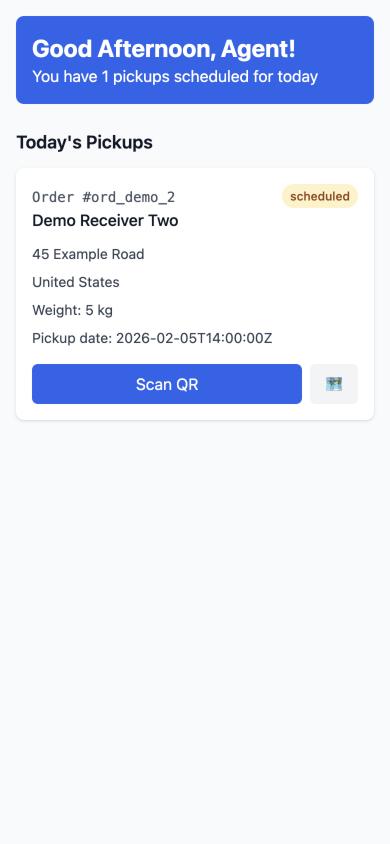 Good Afternoon, Agent!
You have 1 pickups scheduled for today
Today's Pickups
Order #ord_demo_2
scheduled
Demo Receiver Two
45 Example Road
United States
Weight: 5 kg
Pickup date: 2026-02-05T14:00:00Z
Scan QR